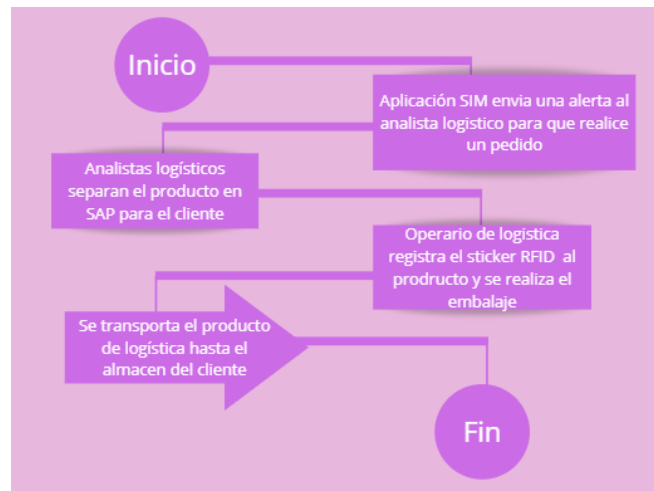 Inicio
Aplicación SIM envia una alerta al
analista logistico para que realice
un pedido
Analistas logísticos
separan el producto en
SAP para el cliente
Operario de logistica
registra el sticker RFID al
prodructo y se realiza el
embalaje
Se transporta el producto
de logística hasta el
almacen del cliente
Fin